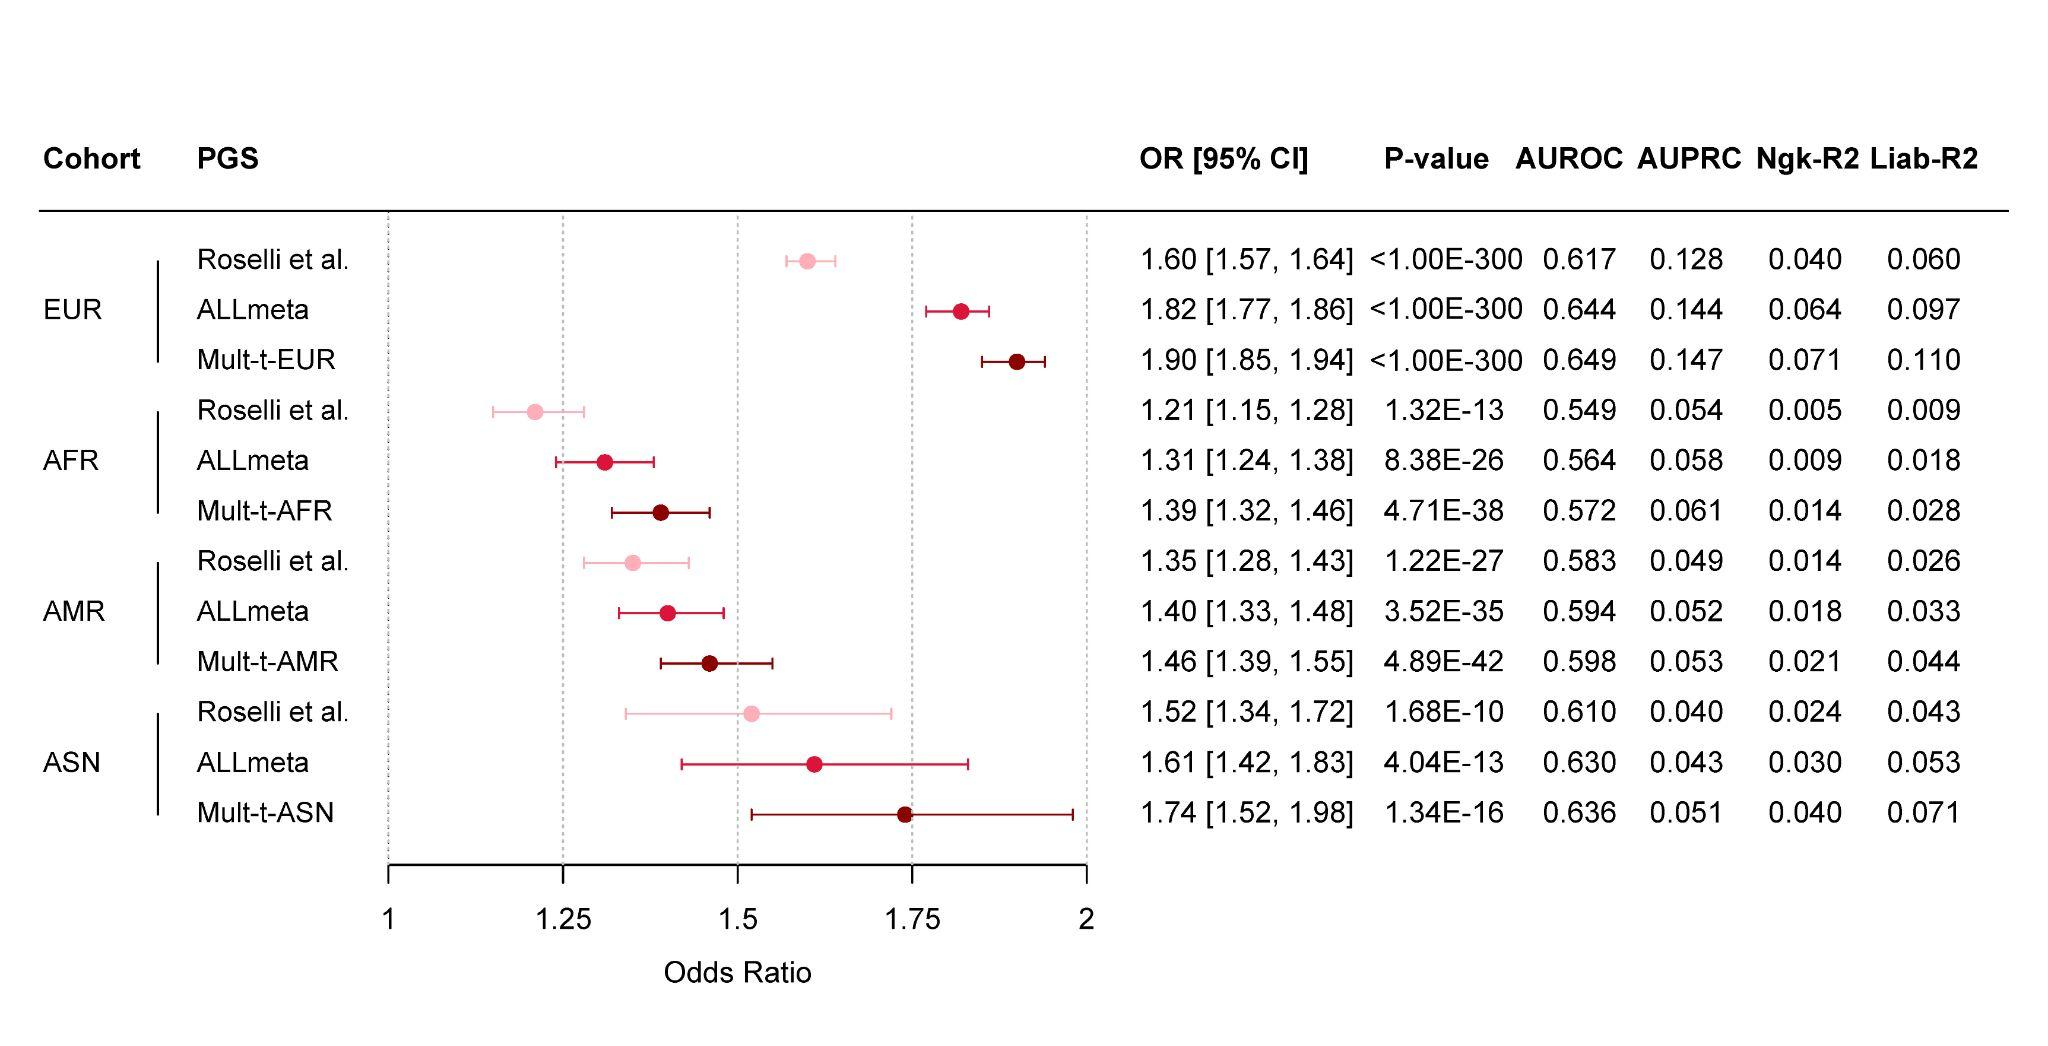 Cohort PGS OR [95% CI] P-value AUROC AUPRC Ngk-R2 Liab-R2
Roselli et al. 1.60 [1.57, 1.64] <1.00E-300 0.617 0.128 0.040 0.060
EUR ALLmeta 1.82 [1.77, 1.86] <1.00E-300 0.644 0.144 0.064 0.097
Mult-t-EUR 1.90 [1.85, 1.94] <1.00E-300 0.649 0.147 0.071 0.110
Roselli et al. 1.21 [1.15, 1.28] 1.32E-13 0.549 0.054 0.005 0.009
AFR ALLmeta 1.31 [1.24, 1.38] 8.38E-26 0.564 0.058 0.009 0.018
Mult-t-AFR 1.39 [1.32, 1.46] 4.71E-38 0.572 0.061 0.014 0.028
Roselli et al. 1.35 [1.28, 1.43] 1.22E-27 0.583 0.049 0.014 0.026
AMR ALLmeta 1.40 [1.33, 1.48] 3.52E-35 0.594 0.052 0.018 0.033
Mult-t-AMR 1.46 [1.39, 1.55] 4.89E-42 0.598 0.053 0.021 0.044
Roselli et al. 1.52 [1.34, 1.72] 1.68E-10 0.610 0.040 0.024 0.043
ASN ALLmeta 1.61 [1.42, 1.83] 4.04E-13 0.630 0.043 0.030 0.053
Mult-t-ASN 1.74 [1.52, 1.98] 1.34E-16 0.636 0.051 0.040 0.071
1 1.25 1.5 1.75 2
Odds Ratio